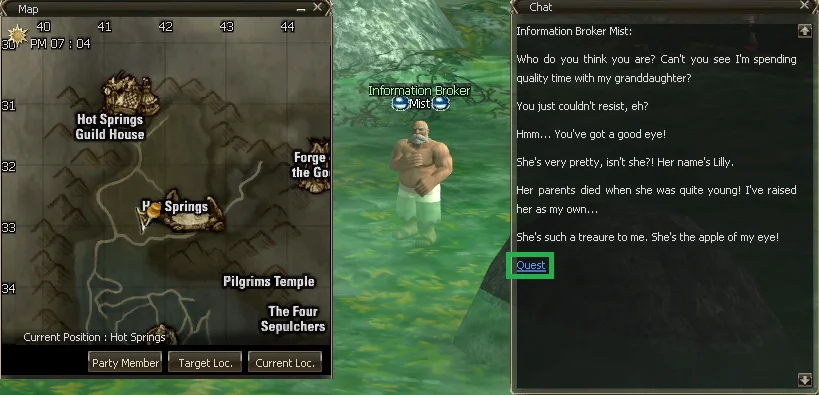 Map
40 41 42 43 44
30
PM 07 : 04
31
Hot Springs
Guild House
32
Forge
the Go
Springs
33
Pilgrims Temple
34
The Four
Sepulchers
Current Position : Hot Springs
Party Member
Target Loc.
Current Loc.
Information Broker
Mist
Chat
Information Broker Mist:
Who do you think you are? Can't you see I'm spending
quality time with my granddaughter?
You just couldn't resist, eh?
Hmm... You've got a good eye!
She's very pretty, isn't she?! Her name's Lilly.
Her parents died when she was quite young! I've raised
her as my own...
She's such a treaure to me. She's the apple of my eye!
Quest